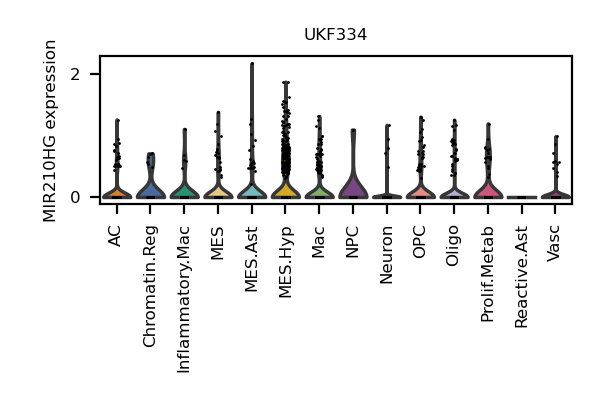 UKF334
MIR210HG expression
2
0
AC
Chromatin.Reg
Inflammatory.Mac
MES
MES.Ast
MES.Hyp
Mac
NPC
Neuron
OPC
Oligo
Prolif.Metab
Reactive.Ast
Vasc